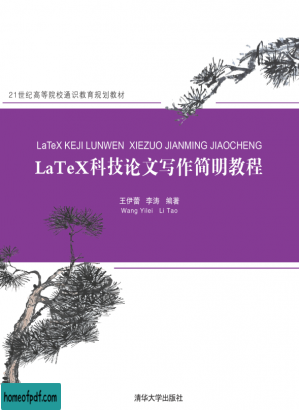 21世纪高等院校通识教育规划教材
LaTeX KEJI LUNWEN XIEZUO JIANMING JIAOCHENG
LaTeX科技论文写作简明教程
王伊蕾 李涛 编著
Wang Yilei Li Tao
清华大学出版社
homeofpdf.com